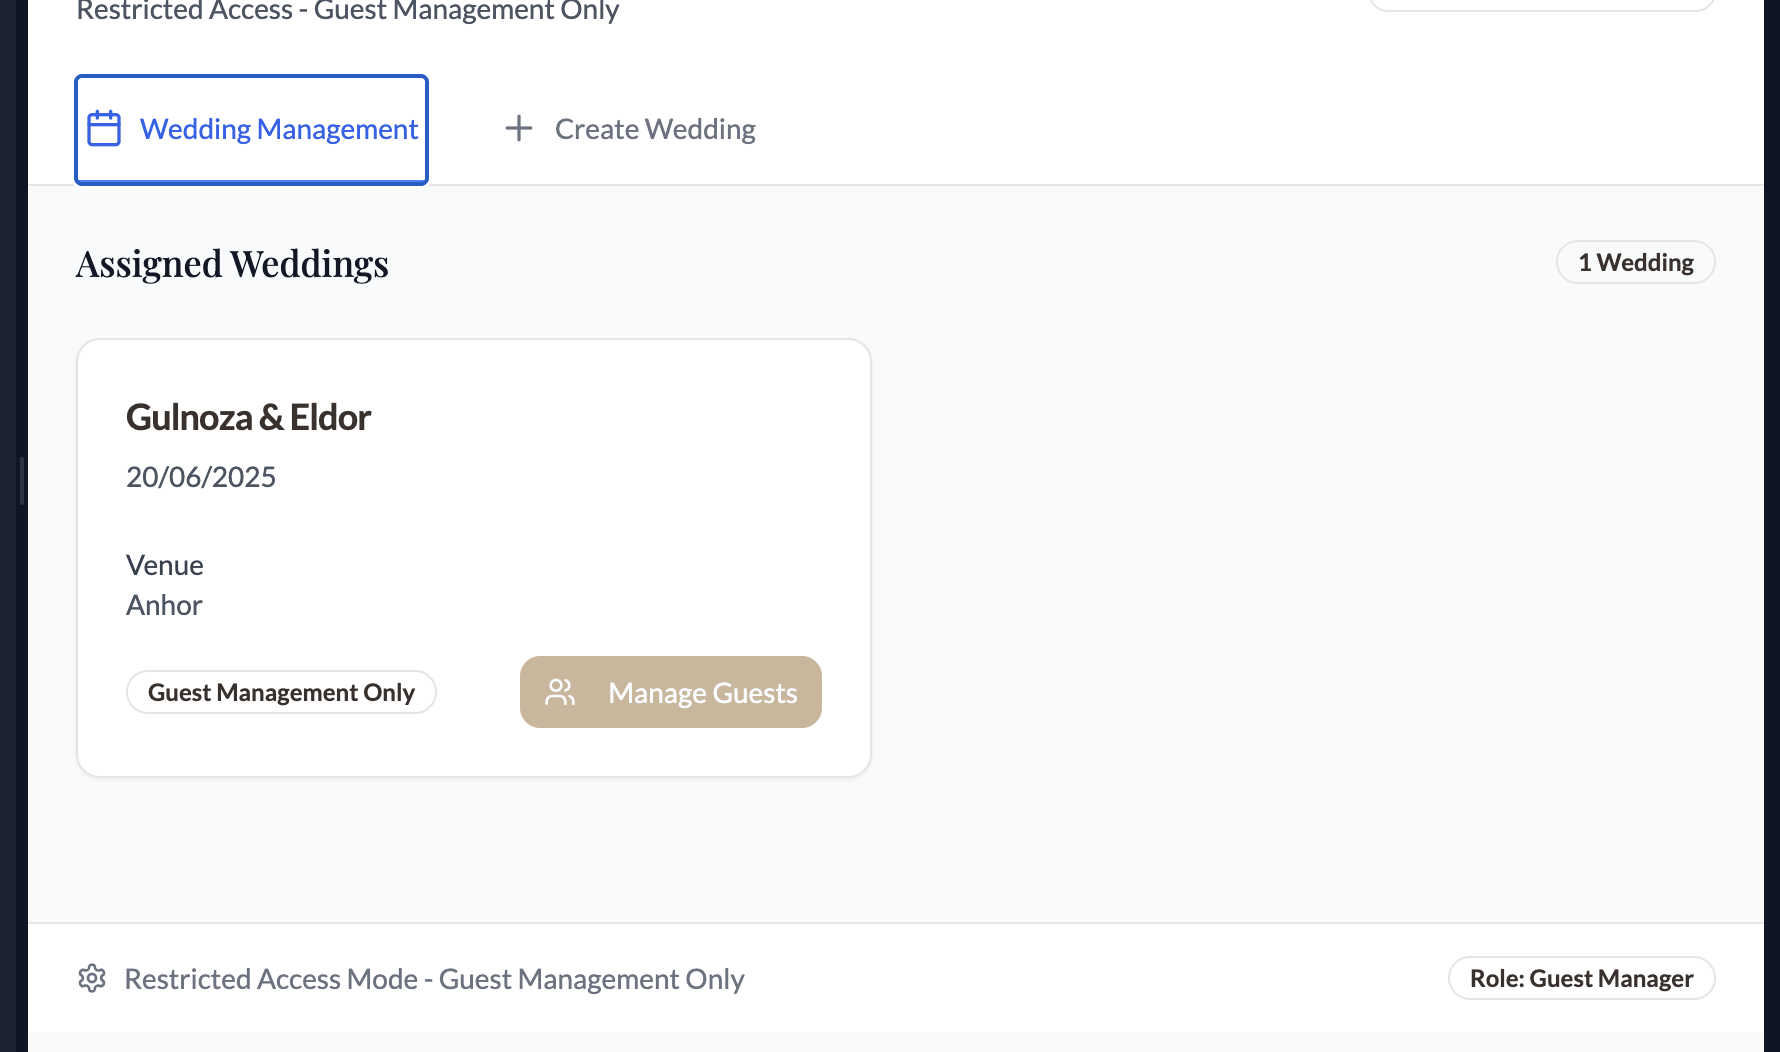 Restricted Access - Guest Management Only
Wedding Management
Create Wedding
Assigned Weddings
1 Wedding
Gulnoza & Eldor
20/06/2025
Venue
Anhor
Guest Management Only
Manage Guests
Restricted Access Mode - Guest Management Only
Role: Guest Manager